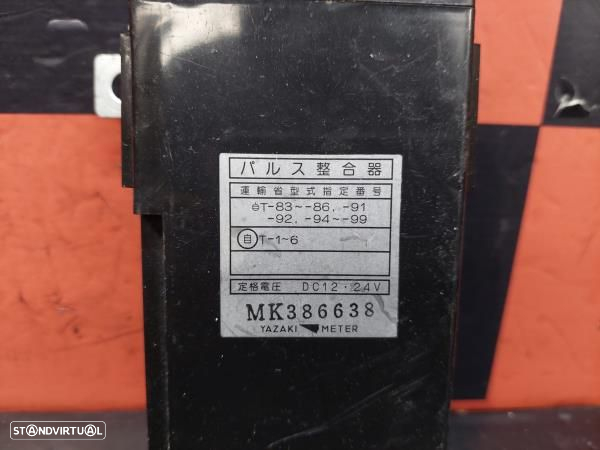 パルス整合器
運輸省型式指定番号
自T-83~-86, -91
-92, -94~-99
自T-1~6
定格電圧 DC12・24V
MK386638
YAZAKI METER
STANDVIRTUAL